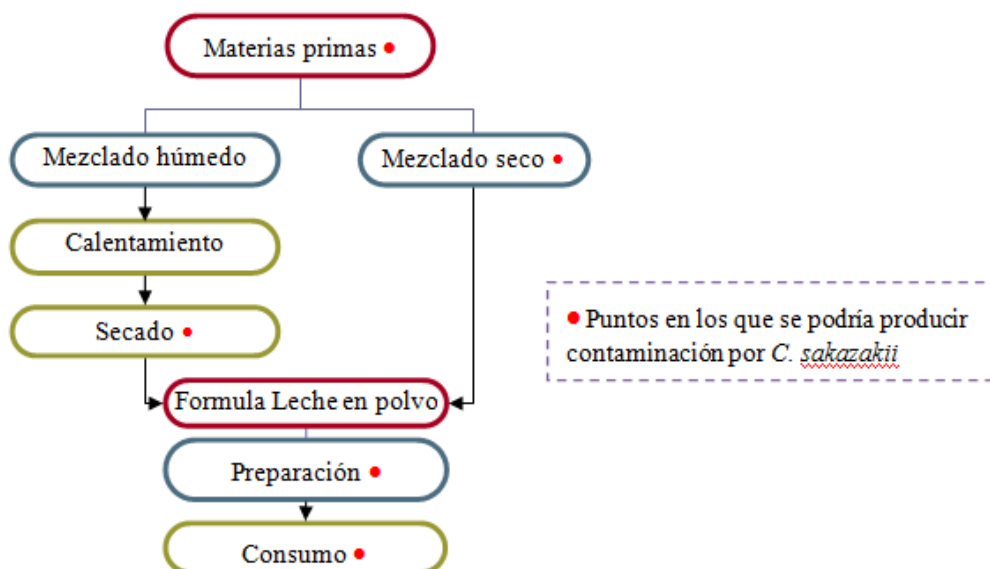 Materias primas •
Mezclado húmedo
Mezclado seco •
Calentamiento
Secado •
• Puntos en los que se podría producir
contaminación por C. sakazakii
Formula Leche en polvo
Preparación •
Consumo •